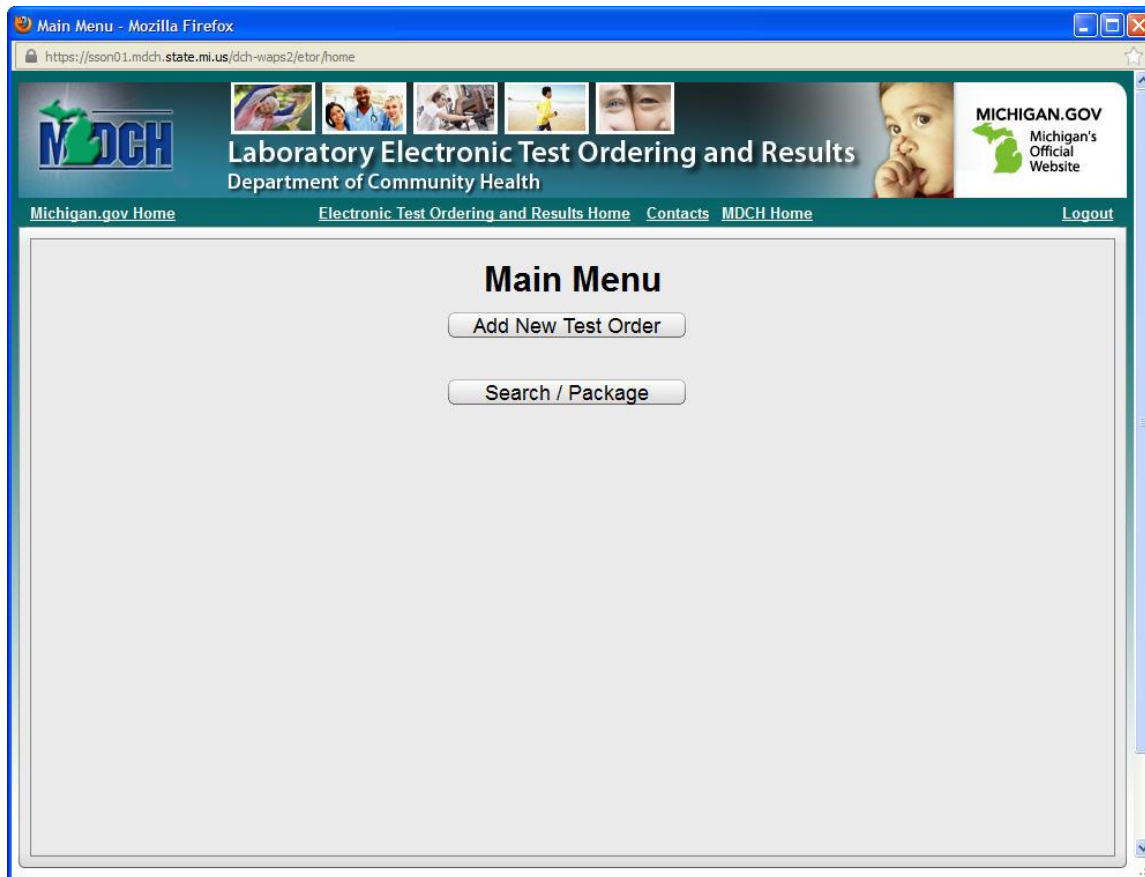 Main Menu - Mozilla Firefox
https://sson01.mdch.state.mi.us/dch-waps2/etor/home
MDCH
Laboratory Electronic Test Ordering and Results
Department of Community Health
MICHIGAN.GOV
Michigan's
Official
Website
Michigan.gov Home Electronic Test Ordering and Results Home Contacts MDCH Home Logout
Main Menu
Add New Test Order
Search / Package